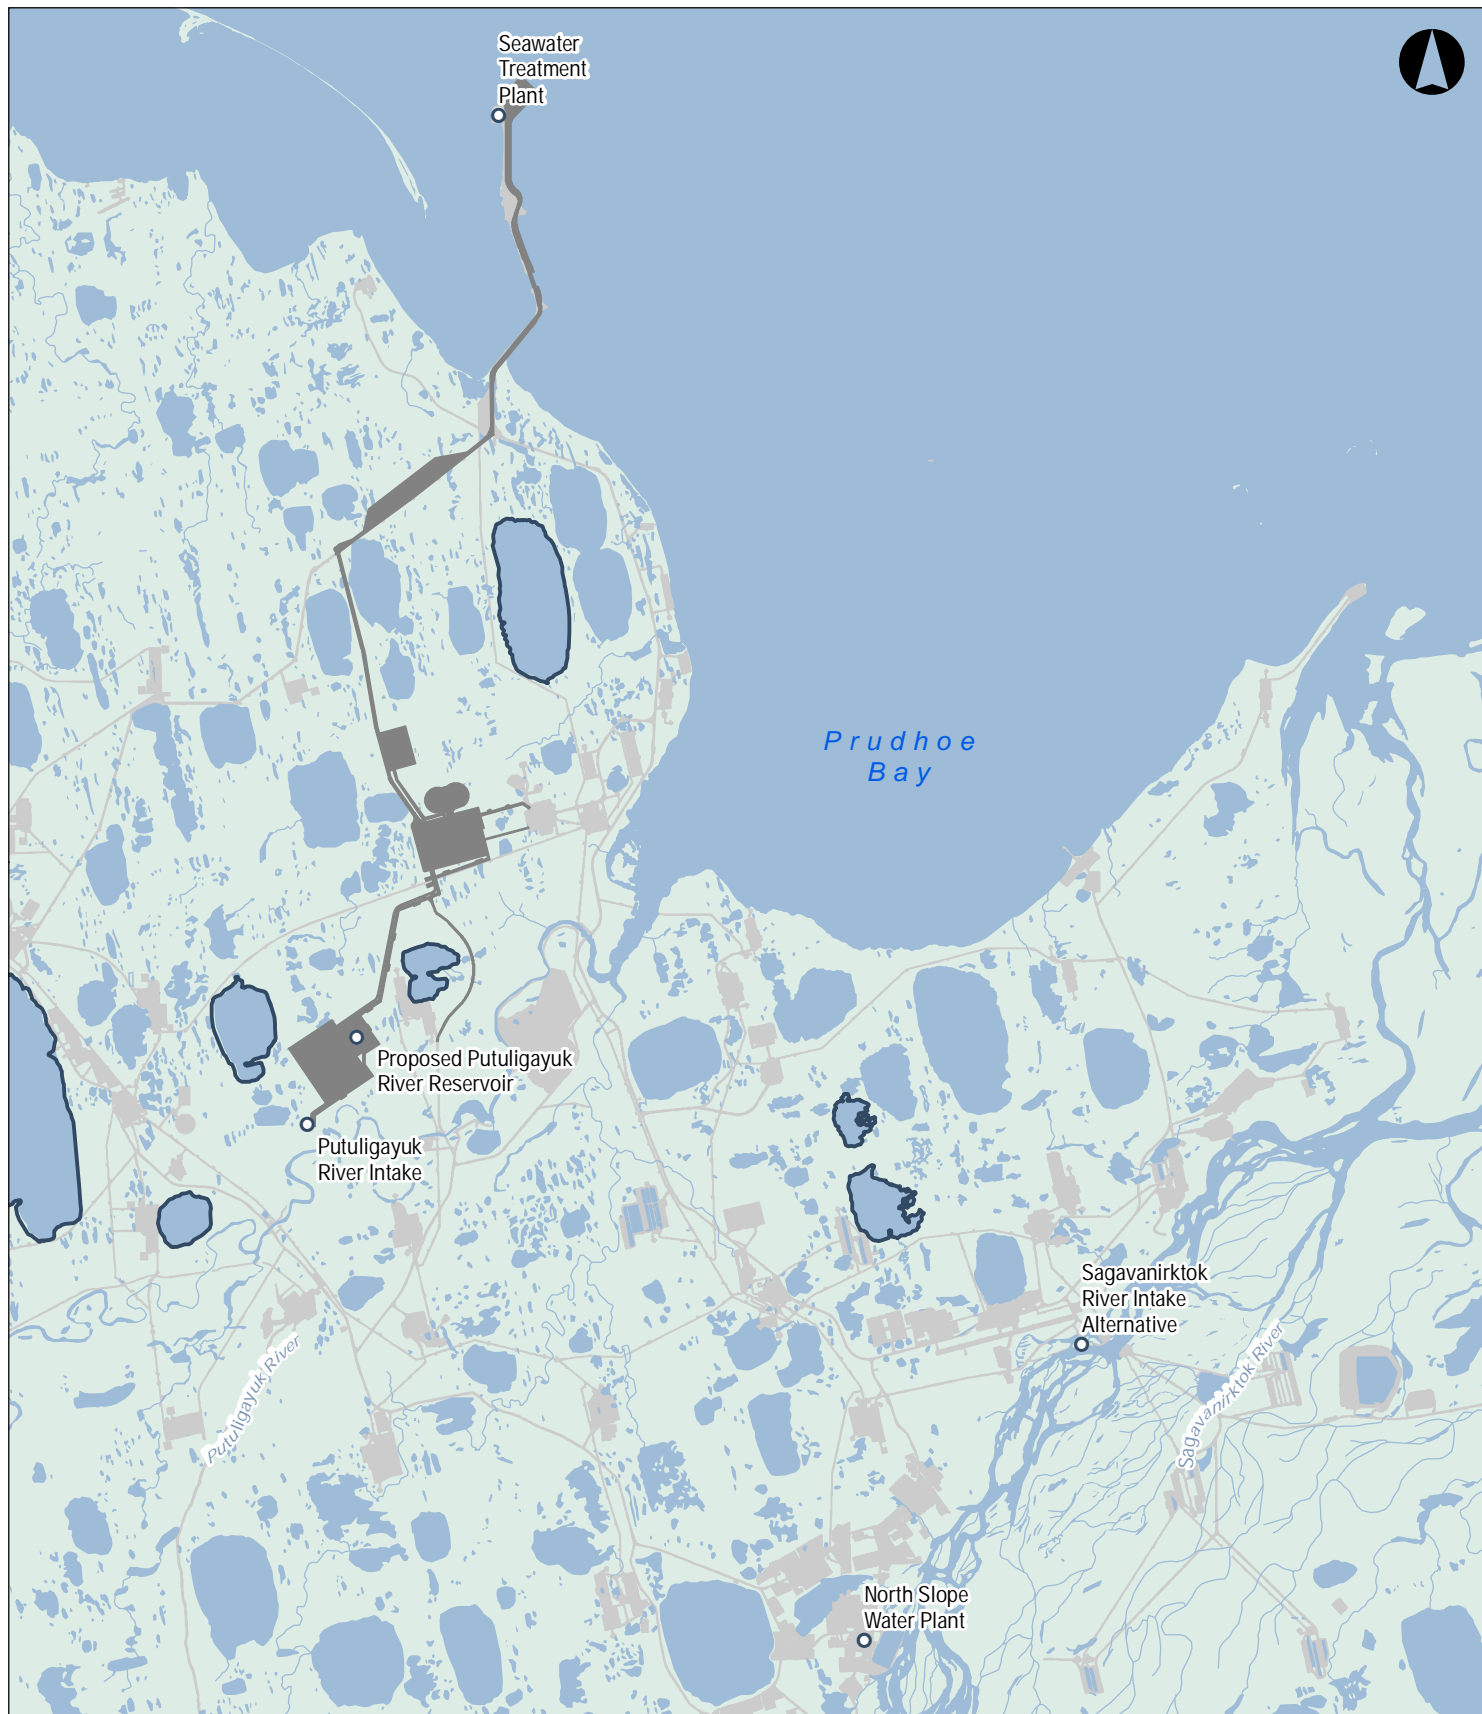 Seawater
Treatment
Plant
Prudhoe
Bay
Proposed Putuligayuk
River Reservoir
Putuligayuk
River Intake
Sagavanirktok
River Intake
Alternative
Putuligayuk River
Sagavanirktok River
North Slope
Water Plant